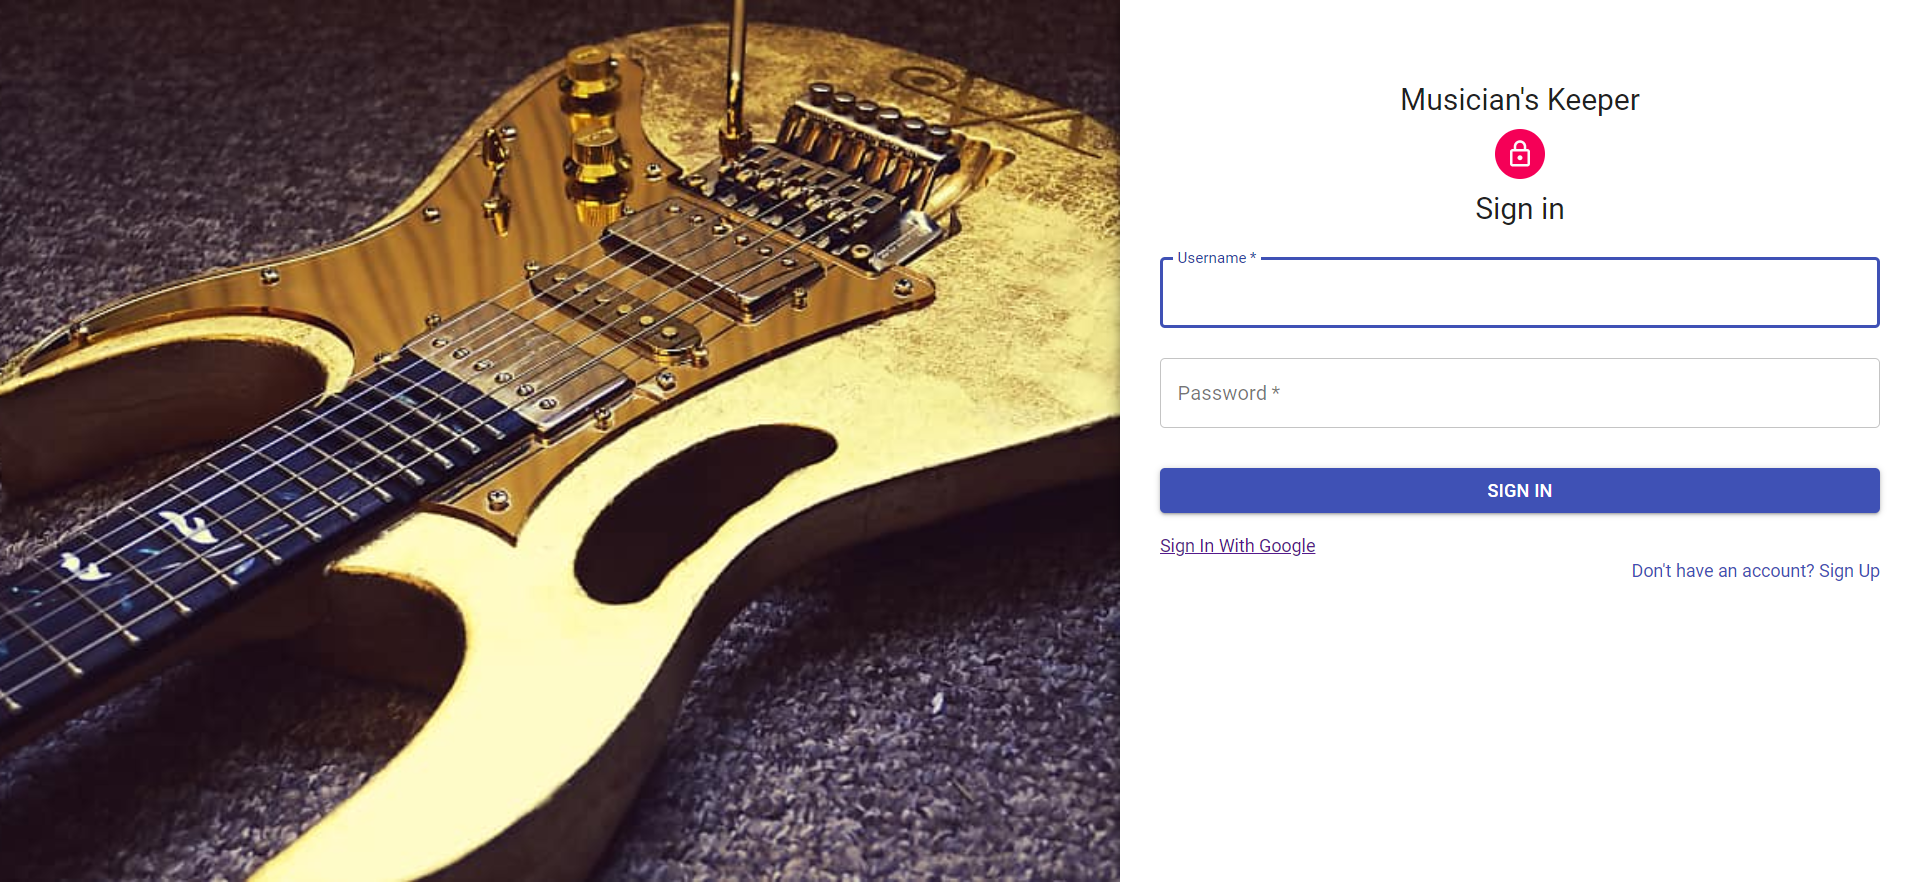 Musician's Keeper
Sign in
Username *
Password *
SIGN IN
Sign In With Google
Don't have an account? Sign Up